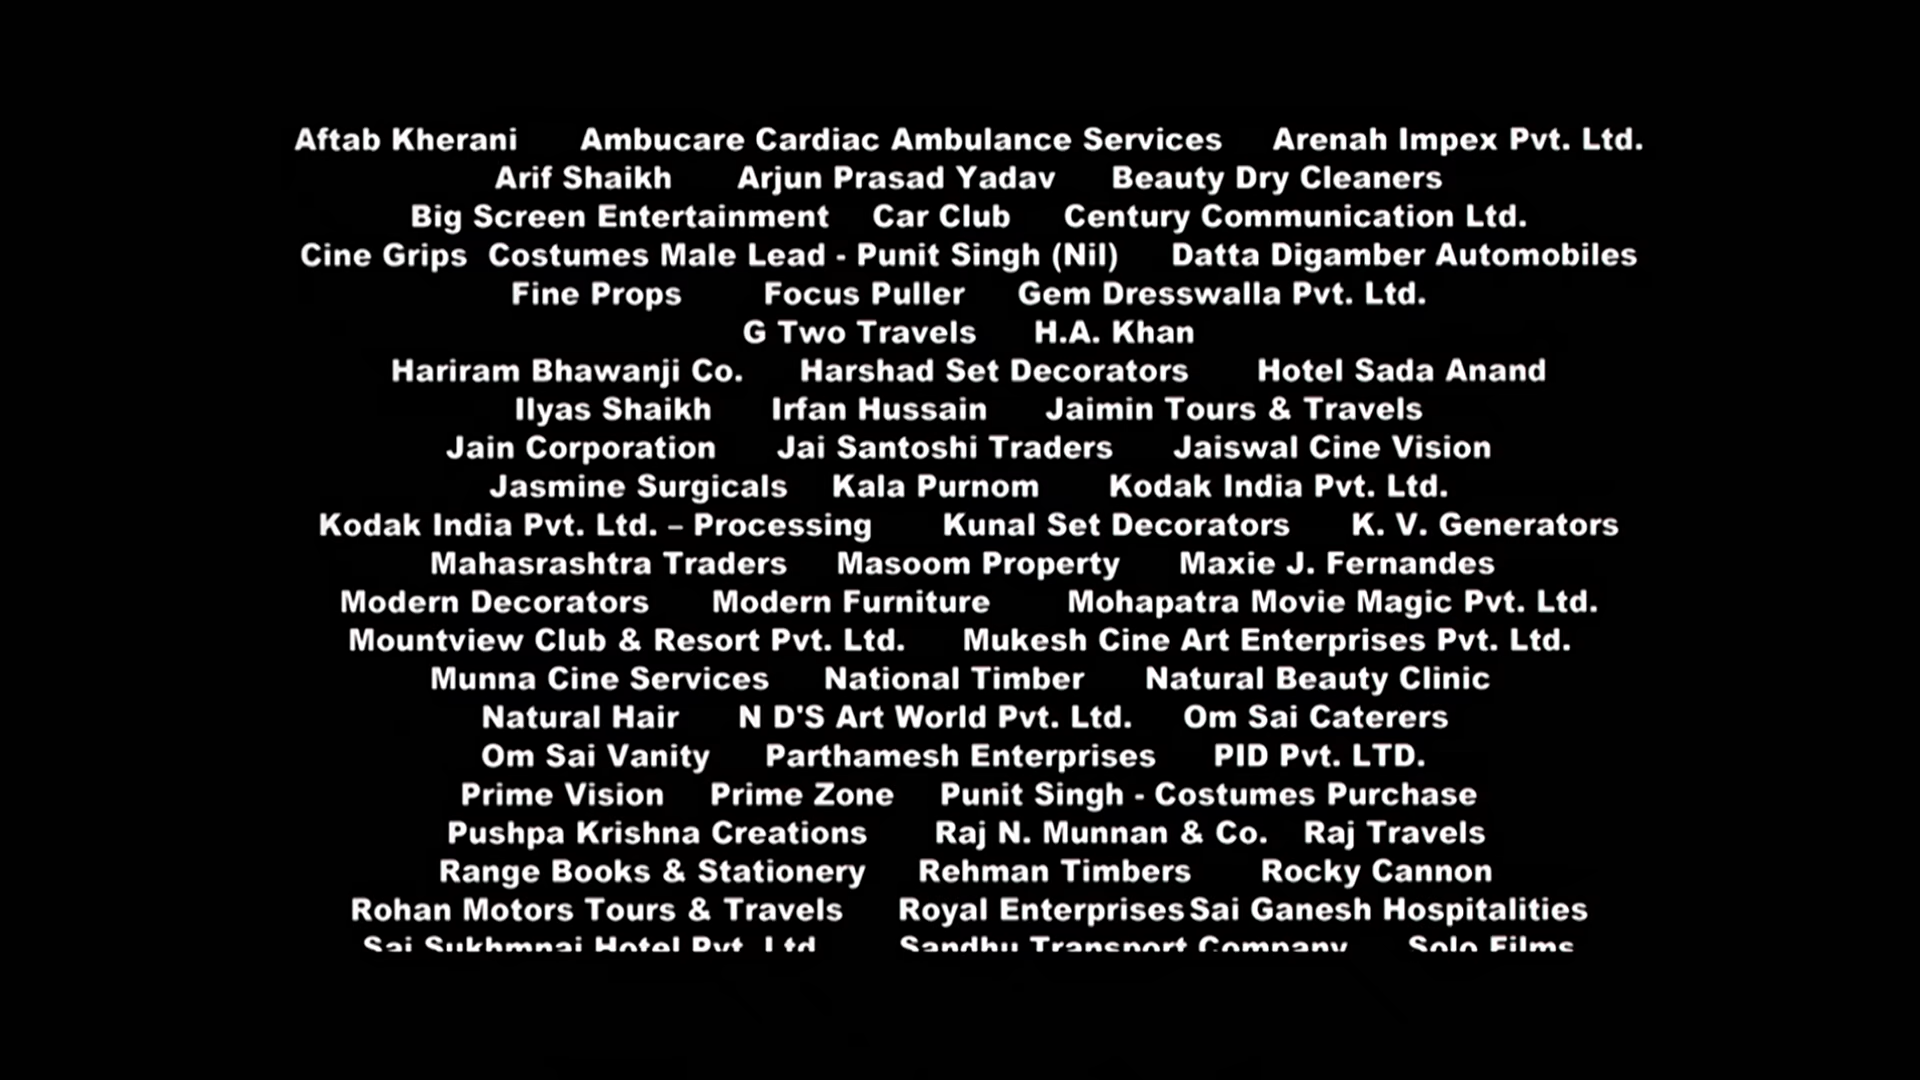 Aftab Kherani Ambucare Cardiac Ambulance Services Arenah Impex Pvt. Ltd.
Arif Shaikh Arjun Prasad Yadav Beauty Dry Cleaners
Big Screen Entertainment Car Club Century Communication Ltd.
Cine Grips Costumes Male Lead - Punit Singh (Nil) Datta Digamber Automobiles
Fine Props Focus Puller Gem Dresswalla Pvt. Ltd.
G Two Travels H.A. Khan
Hariram Bhawanji Co. Harshad Set Decorators Hotel Sada Anand
Ilyas Shaikh Irfan Hussain Jaimin Tours & Travels
Jain Corporation Jai Santoshi Traders Jaiswal Cine Vision
Jasmine Surgicals Kala Purnom Kodak India Pvt. Ltd.
Kodak India Pvt. Ltd. – Processing Kunal Set Decorators K. V. Generators
Mahasrashtra Traders Masoom Property Maxie J. Fernandes
Modern Decorators Modern Furniture Mohapatra Movie Magic Pvt. Ltd.
Mountview Club & Resort Pvt. Ltd. Mukesh Cine Art Enterprises Pvt. Ltd.
Munna Cine Services National Timber Natural Beauty Clinic
Natural Hair N D'S Art World Pvt. Ltd. Om Sai Caterers
Om Sai Vanity Parthamesh Enterprises PID Pvt. LTD.
Prime Vision Prime Zone Punit Singh - Costumes Purchase
Pushpa Krishna Creations Raj N. Munnan & Co. Raj Travels
Range Books & Stationery Rehman Timbers Rocky Cannon
Rohan Motors Tours & Travels Royal Enterprises Sai Ganesh Hospitalities
Sai Hotel Pvt. Ltd. Sandhu Transport Company Solo Films